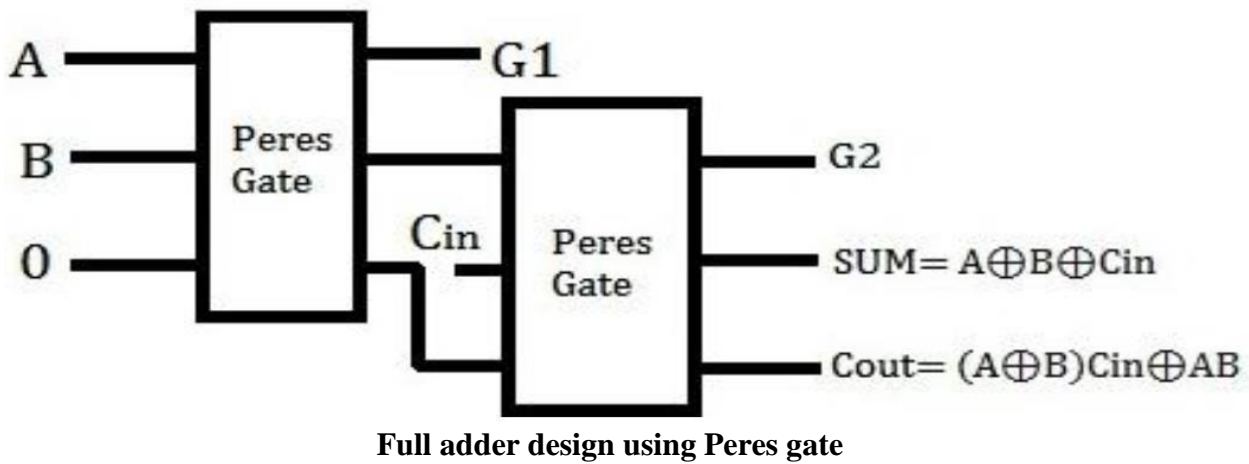 A
B
0
Peres
Gate
G1
Cin
Peres
Gate
G2
SUM= A⊕B⊕Cin
Cout= (A⊕B)Cin⊕AB
Full adder design using Peres gate